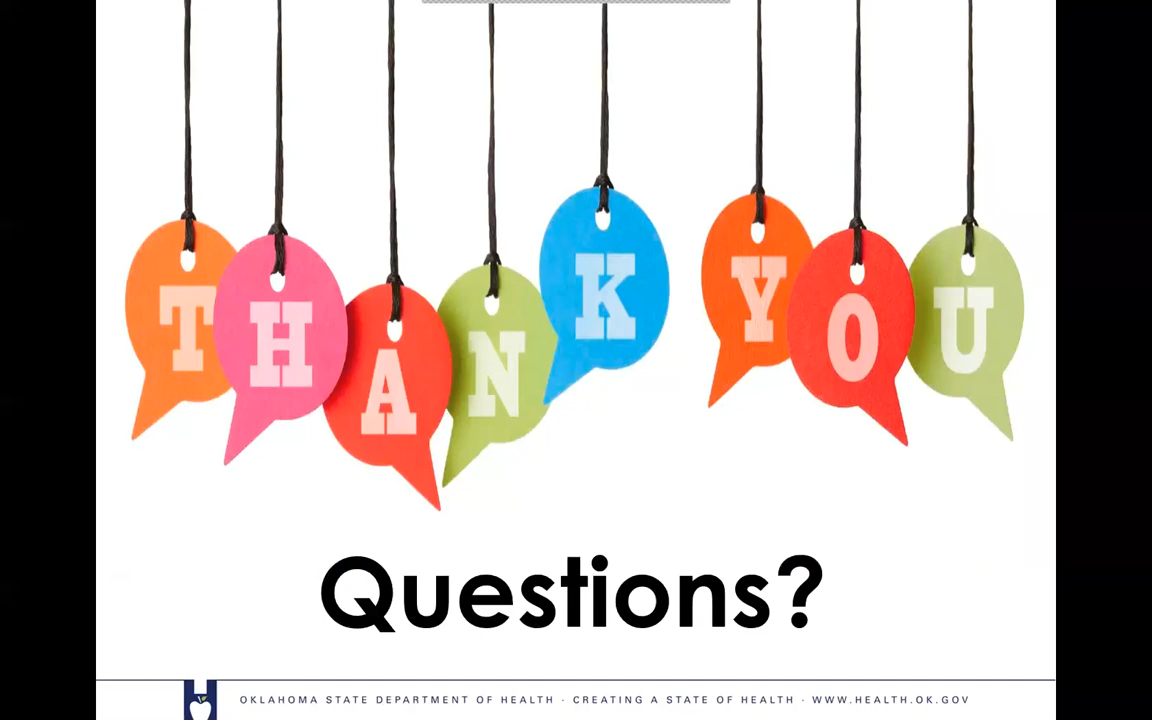 THANK YOU
Questions?
OKLAHOMA STATE DEPARTMENT OF HEALTH · CREATING A STATE OF HEALTH · WWW.HEALTH.OK.GOV